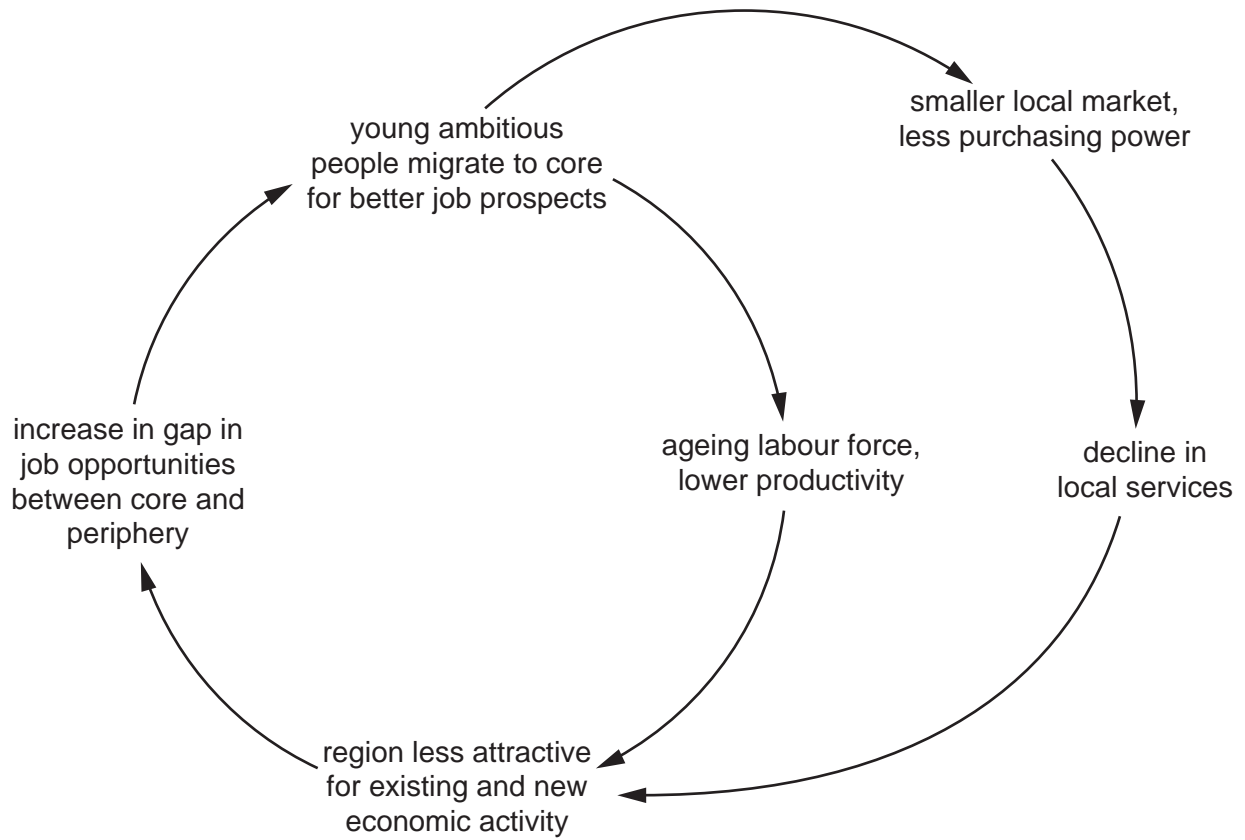 young ambitious
people migrate to core
for better job prospects
smaller local market,
less purchasing power
increase in gap in
job opportunities
between core and
periphery
ageing labour force,
lower productivity
decline in
local services
region less attractive
for existing and new
economic activity